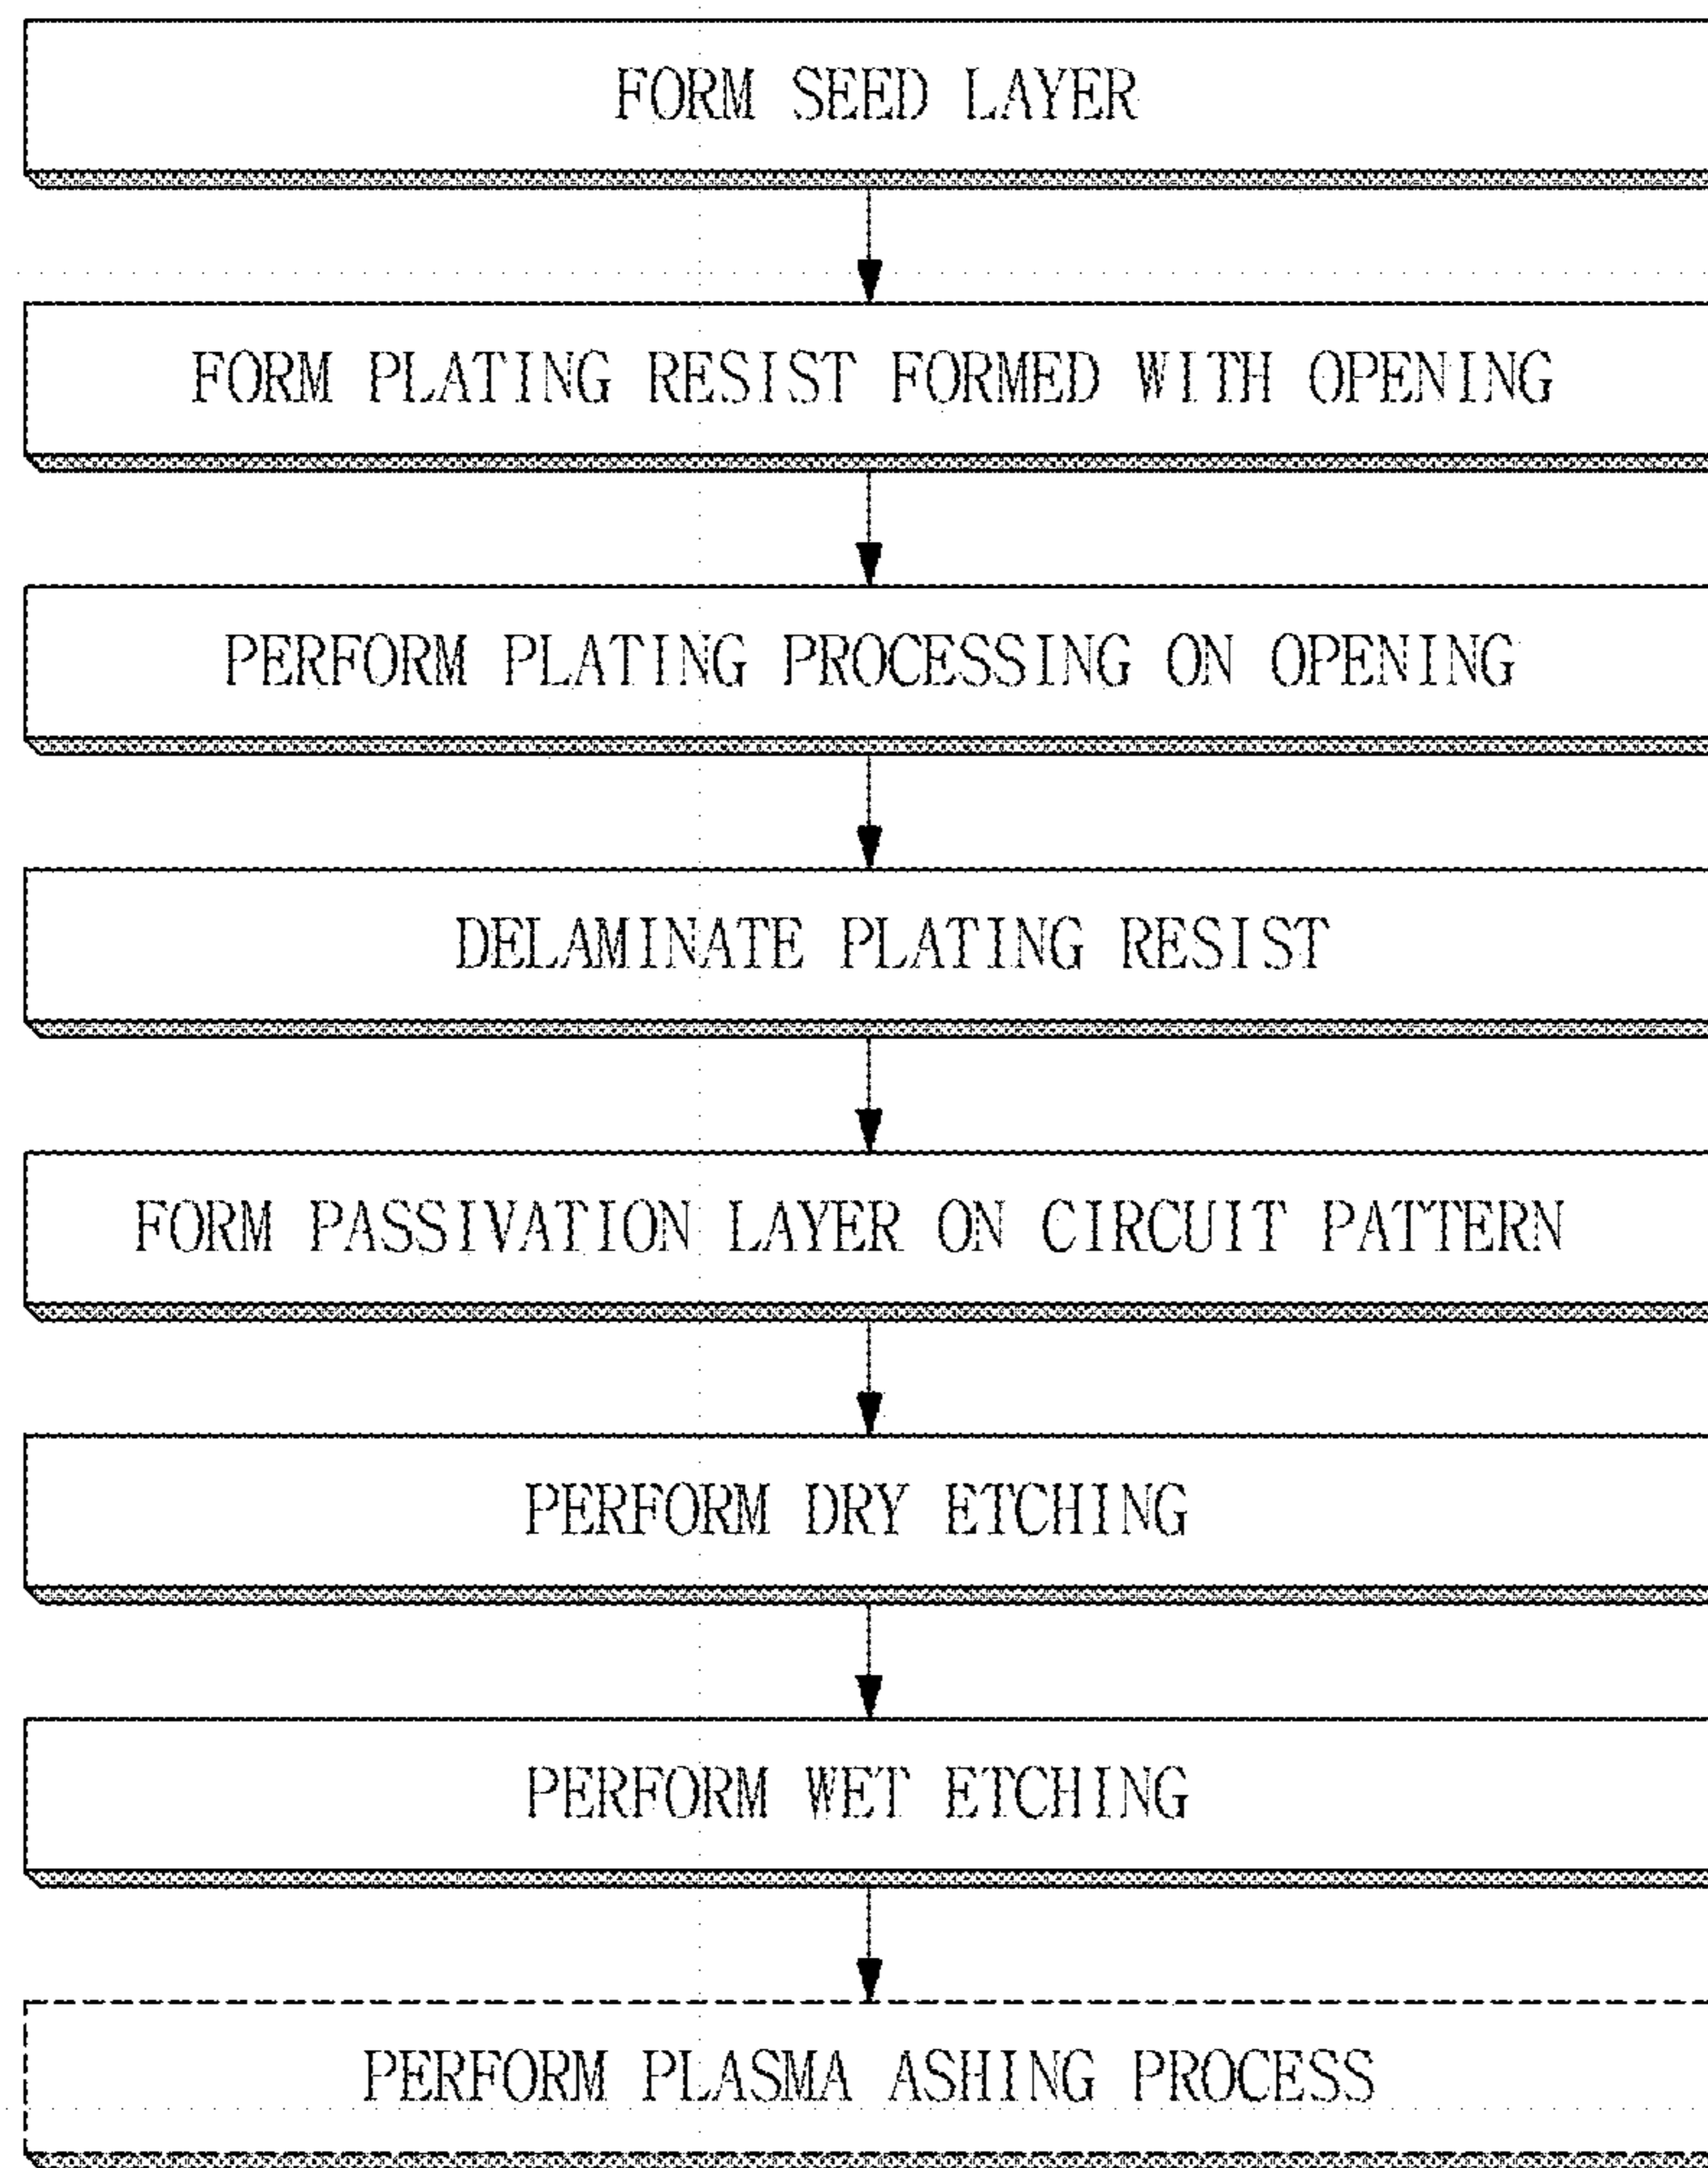 FORM SEED LAYER
FORM PLATING RESIST FORMED WITH OPENING
PERFORM PLATING PROCESSING ON OPENING
DELAMINATE PLATING RESIST
FORM PASSIVATION LAYER ON CIRCUIT PATTERN
PERFORM DRY ETCHING
PERFORM WET ETCHING
PERFORM PLASMA ASHING PROCESS